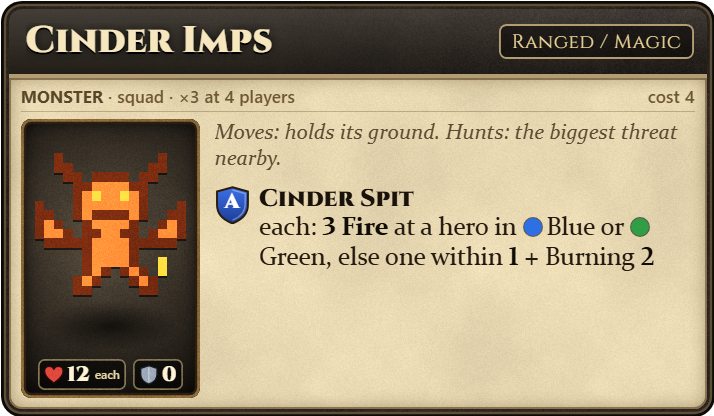 Cinder Imps
Ranged / Magic
MONSTER · squad · ×3 at 4 players
cost 4
Moves: holds its ground. Hunts: the biggest threat
nearby.
A
Cinder Spit
each: 3 Fire at a hero in Blue or
Green, else one within 1 + Burning 2
12 each
0